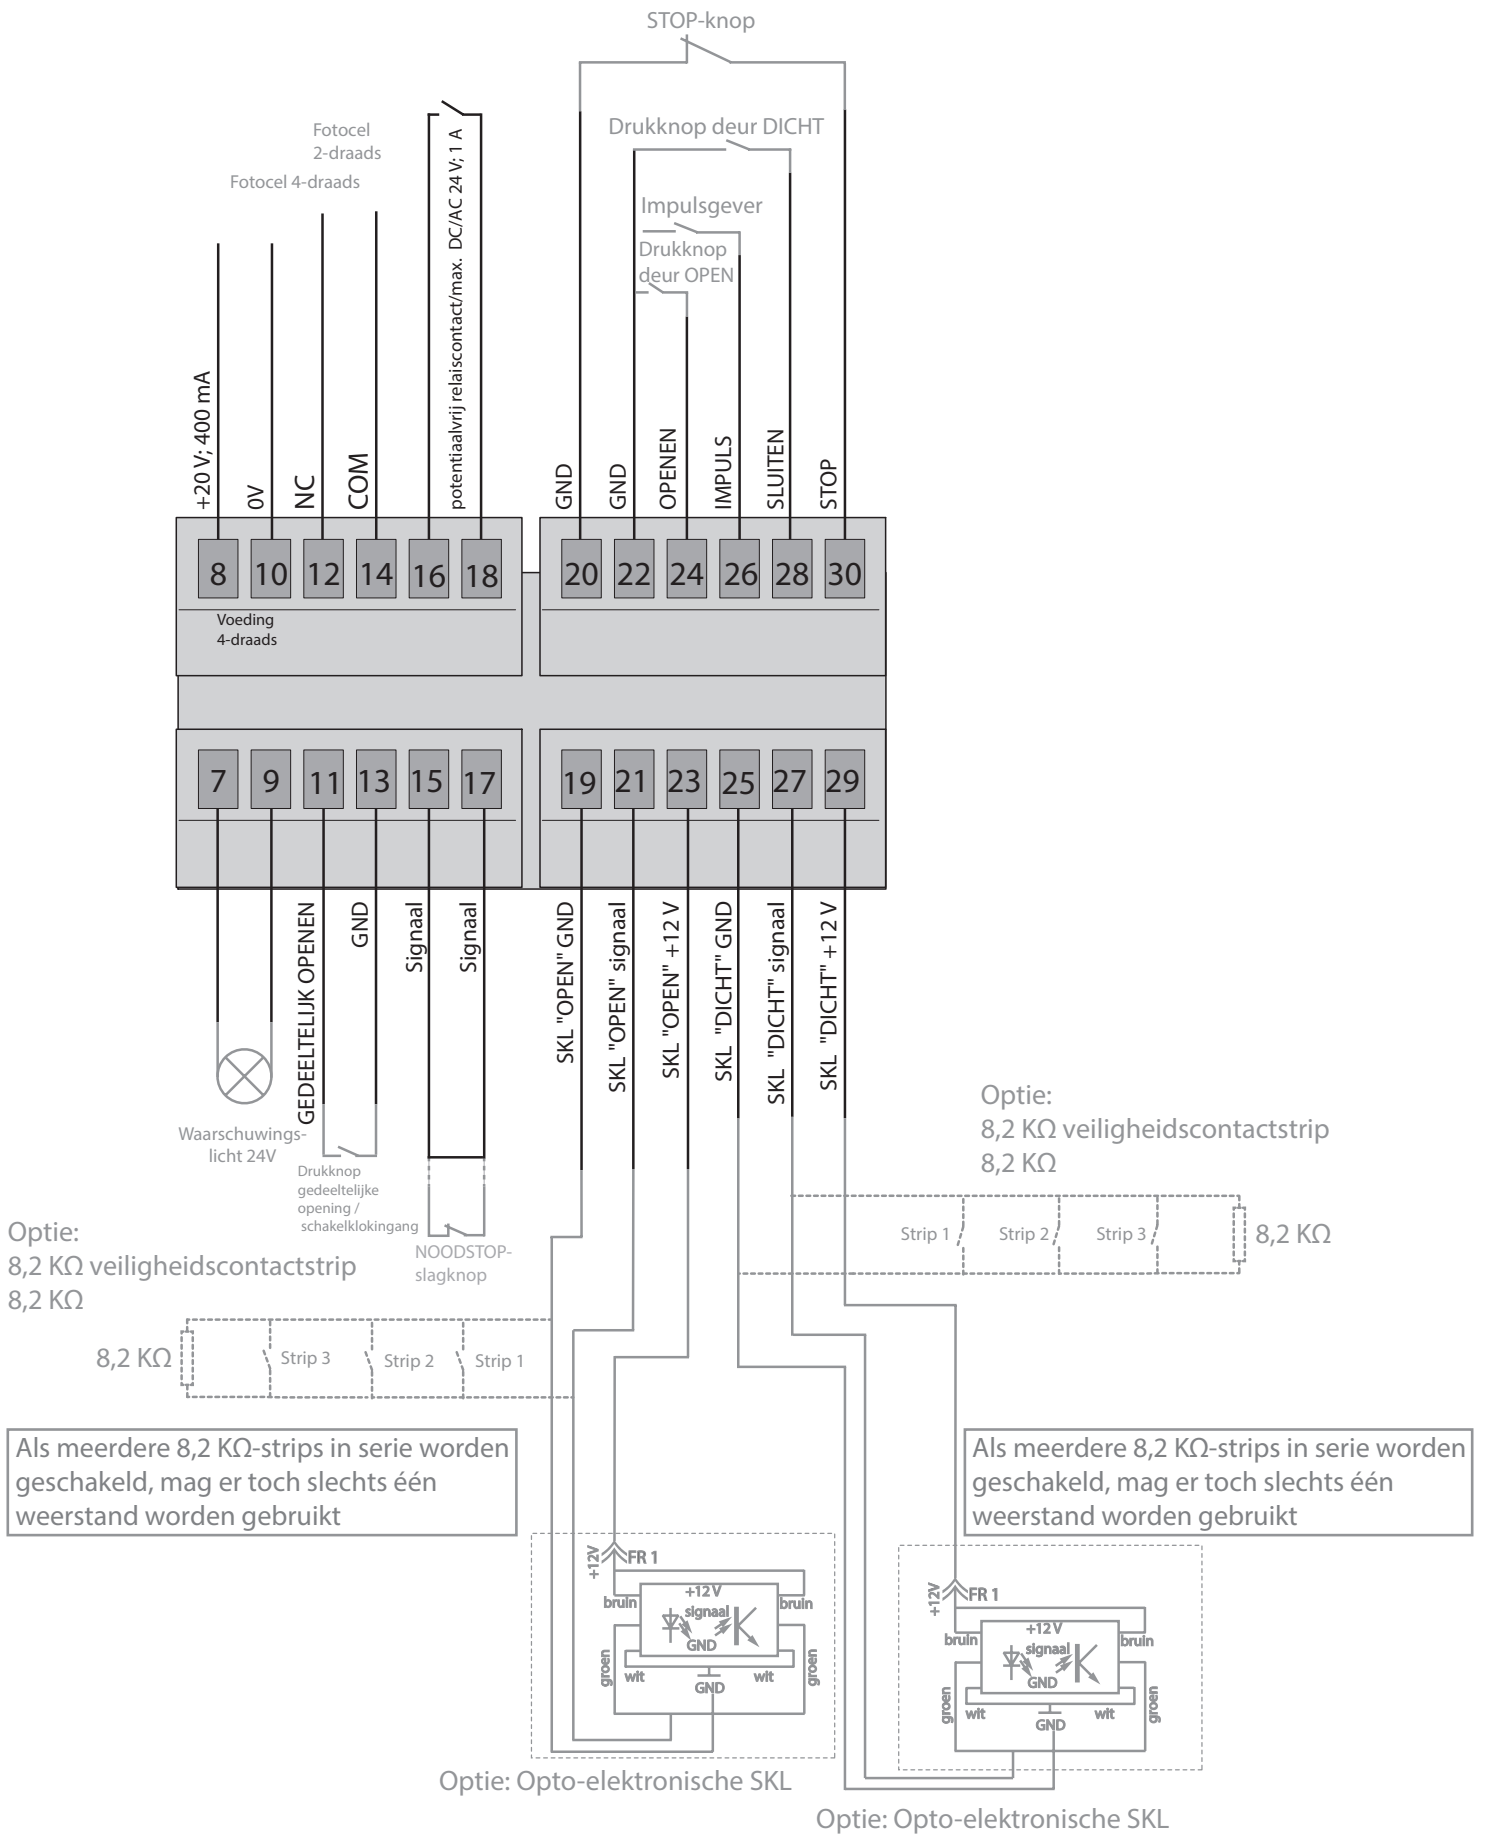 STOP-knop
Drukknop deur DICHT
Fotocel
2-draads
Fotocel 4-draads
Impulsgever
Drukknop
deur OPEN
+20 V; 400 mA
0V
NC
COM
potentiaalvrij relaiscontact/max. DC/AC 24 V; 1 A
GND
GND
OPENEN
IMPULS
SLUITEN
STOP
8
10
12
14
16
18
20
22
24
26
28
30
Voeding
4-draads
7
9
11
13
15
17
19
21
23
25
27
29
GEDEELTELIJK OPENEN
GND
Signaal
Signaal
SKL "OPEN" GND
SKL "OPEN" signaal
SKL "OPEN" +12 V
SKL "DICHT" GND
SKL "DICHT" signaal
SKL "DICHT" +12 V
Waarschuwings-
licht 24V
Drukknop
gedeeltelijke
opening /
schakelklokingang
NOODSTOP-
slagknop
Optie:
8,2 KΩ veiligheidscontactstrip
8,2 KΩ
Strip 1
Strip 2
Strip 3
8,2 KΩ
Optie:
8,2 KΩ veiligheidscontactstrip
8,2 KΩ
8,2 KΩ
Strip 3
Strip 2
Strip 1
Als meerdere 8,2 KΩ-strips in serie worden
geschakeld, mag er toch slechts één
weerstand worden gebruikt
Als meerdere 8,2 KΩ-strips in serie worden
geschakeld, mag er toch slechts één
weerstand worden gebruikt
+12V
FR 1
bruin
+12 V
signaal
GND
bruin
groen
wit
GND
wit
groen
Optie: Opto-elektronische SKL
+12V
FR 1
bruin
+12 V
signaal
GND
bruin
groen
wit
GND
wit
groen
Optie: Opto-elektronische SKL